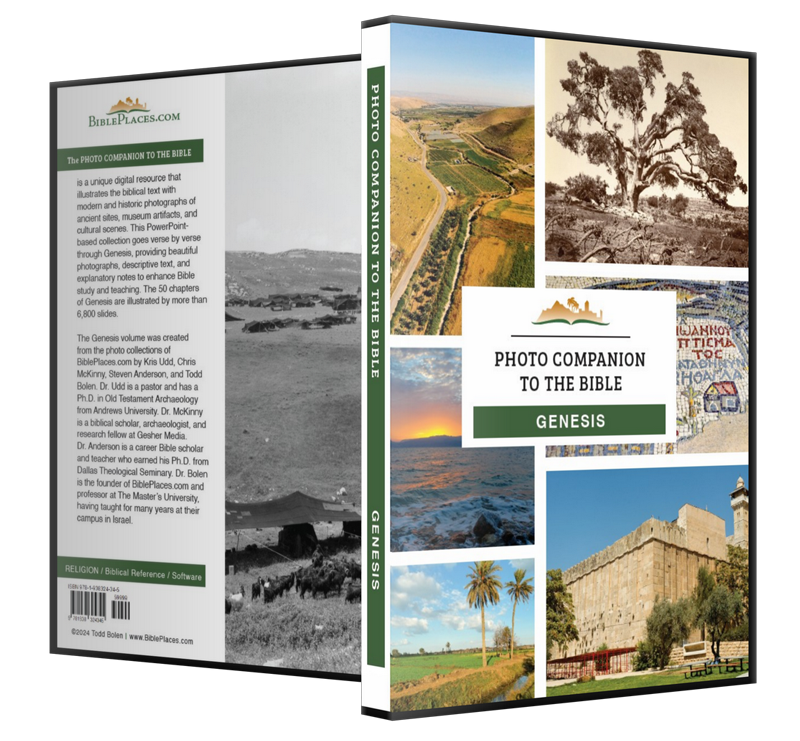 BIBLEPLACES.COM
The PHOTO COMPANION TO THE BIBLE
is a unique digital resource that
illustrates the biblical text with
modern and historic photographs of
ancient sites, museum artifacts, and
cultural scenes. This PowerPoint-
based collection goes verse by verse
through Genesis, providing beautiful
photographs, descriptive text, and
explanatory notes to enhance Bible
study and teaching. The 50 chapters
of Genesis are illustrated by more than
6,800 slides.
The Genesis volume was created
from the photo collections of
BiblePlaces.com by Kris Udd, Chris
McKinny, Steven Anderson, and Todd
Bolen. Dr. Udd is a pastor and has a
Ph.D. in Old Testament Archaeology
from Andrews University. Dr. McKinny
is a biblical scholar, archaeologist, and
research fellow at Gesher Media.
Dr. Anderson is a career Bible scholar
and teacher who earned his Ph.D. from
Dallas Theological Seminary. Dr. Bolen
is the founder of BiblePlaces.com and
professor at The Master's University,
having taught for many years at their
campus in Israel.
RELIGION / Biblical Reference / Software
©2024 Todd Bolen | www.BiblePlaces.com
PHOTO COMPANION TO THE BIBLE
GENESIS
ΠΤΙCΜΑ
ΤΟC
PHOTO COMPANION
TO THE BIBLE
GENESIS